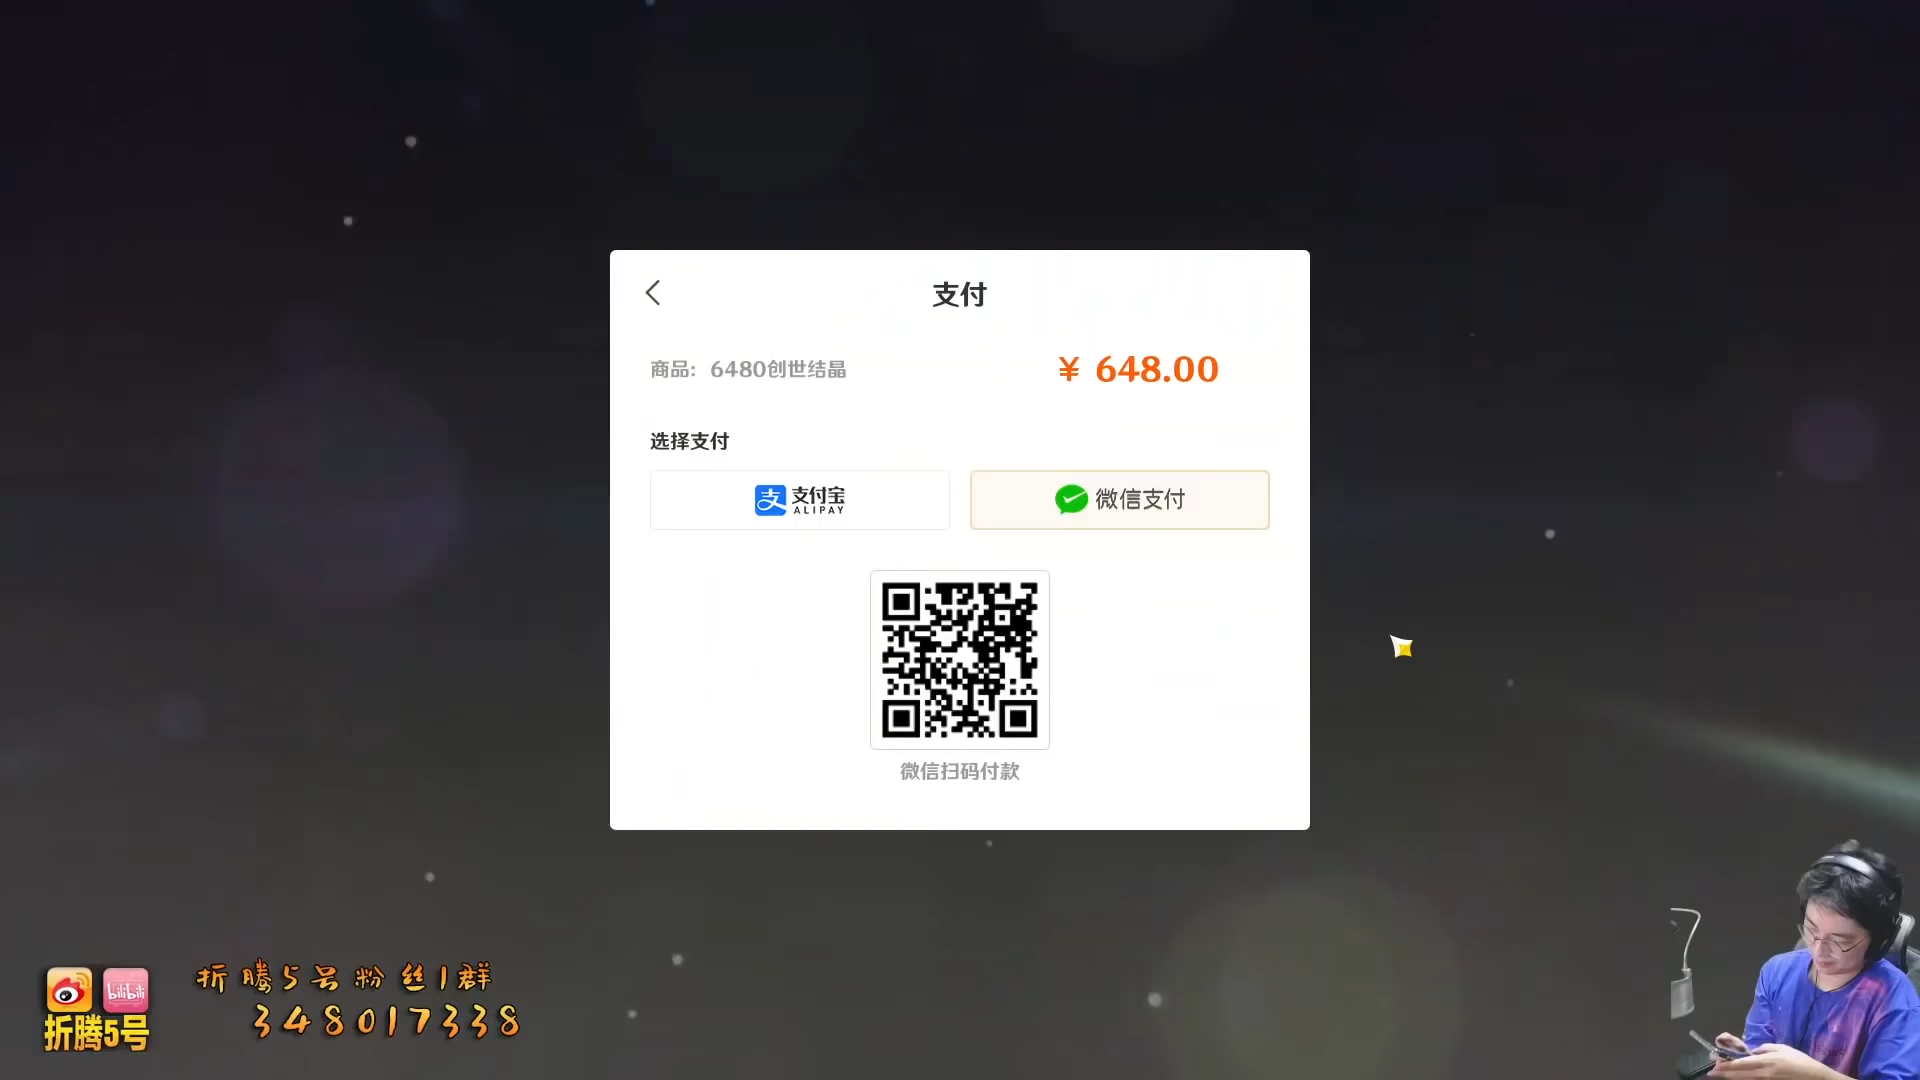 支付
商品: 6480创世结晶
¥ 648.00
选择支付
支付宝
ALIPAY
微信支付
微信扫码付款
bilibili
折腾5号
折腾5号粉丝1群
348017338